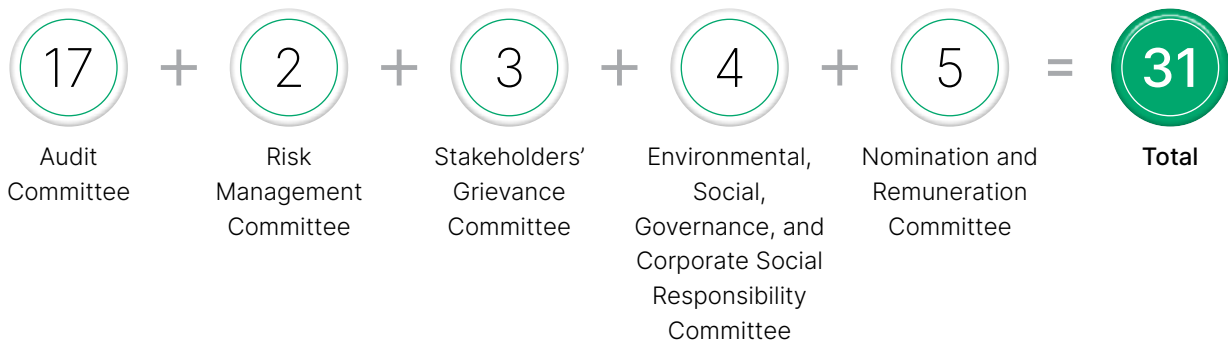 17 + 2 + 3 + 4 + 5 = 31
Audit
Committee
Risk
Management
Committee
Stakeholders’
Grievance
Committee
Environmental,
Social,
Governance, and
Corporate Social
Responsibility
Committee
Nomination and
Remuneration
Committee
Total